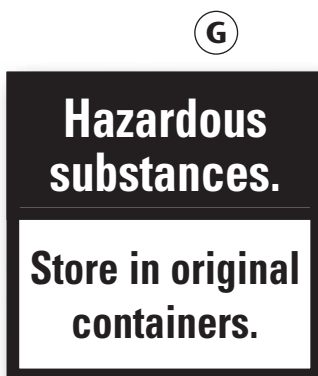 G
Hazardous
substances.
Store in original
containers.